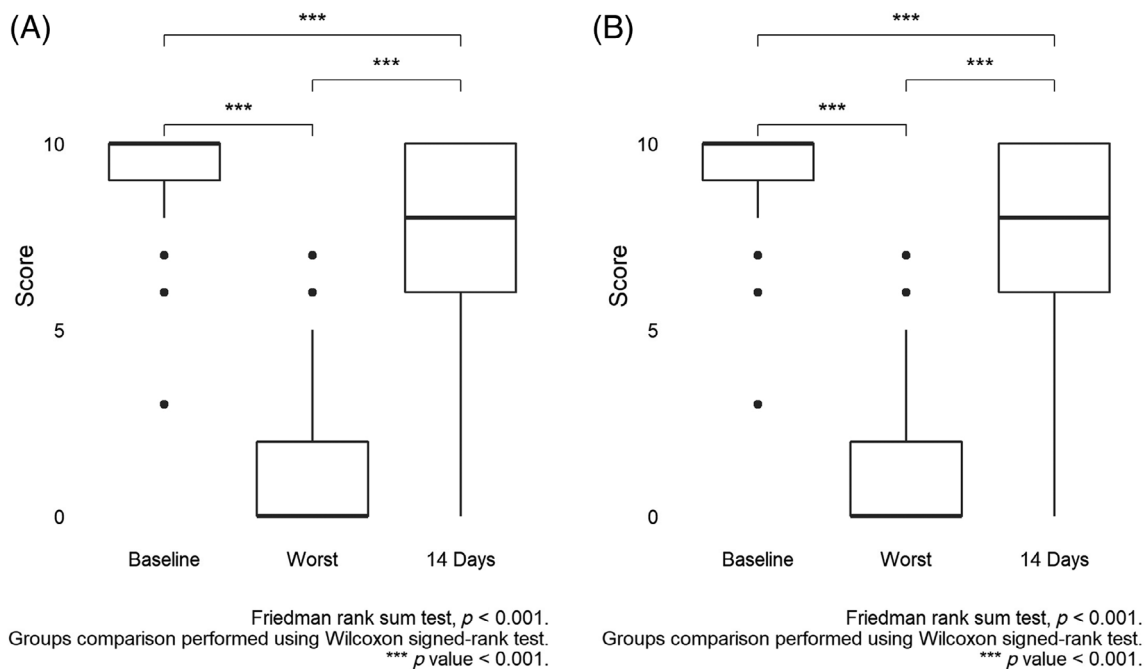 (A)
***
***
***
10
Score
5
0
Baseline Worst 14 Days
Friedman rank sum test, p < 0.001.
Groups comparison performed using Wilcoxon signed-rank test.
*** p value < 0.001.
(B)
***
***
***
10
Score
5
0
Baseline Worst 14 Days
Friedman rank sum test, p < 0.001.
Groups comparison performed using Wilcoxon signed-rank test.
*** p value < 0.001.